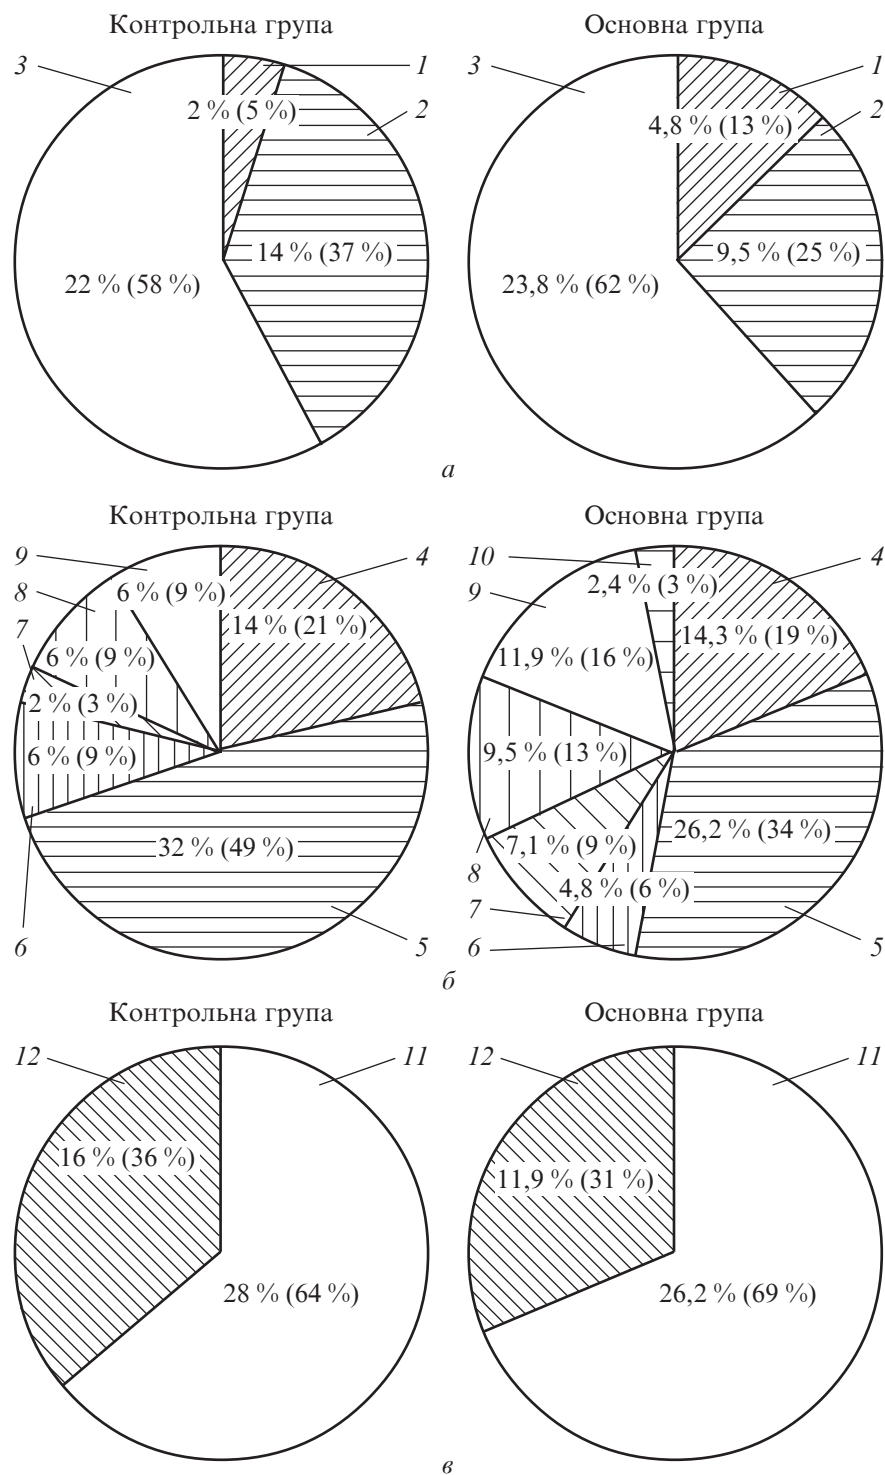 Контрольна група
Основна група
3
1
3
1
2 % (5 %)
2
4,8 % (13 %)
2
14 % (37 %)
9,5 % (25 %)
22 % (58 %)
23,8 % (62 %)
а
Контрольна група
Основна група
9
4
10
4
8
6 % (9 %)
9
2,4 % (3 %)
7
14 % (21 %)
14,3 % (19 %)
6 % (9 %)
11,9 % (16 %)
2 % (3 %)
6 % (9 %)
9,5 % (13 %)
32 % (49 %)
26,2 % (34 %)
8
7,1 % (9 %)
7
4,8 % (6 %)
6
5
6
5
б
Контрольна група
Основна група
12
11
12
11
16 % (36 %)
11,9 % (31 %)
28 % (64 %)
26,2 % (69 %)
в